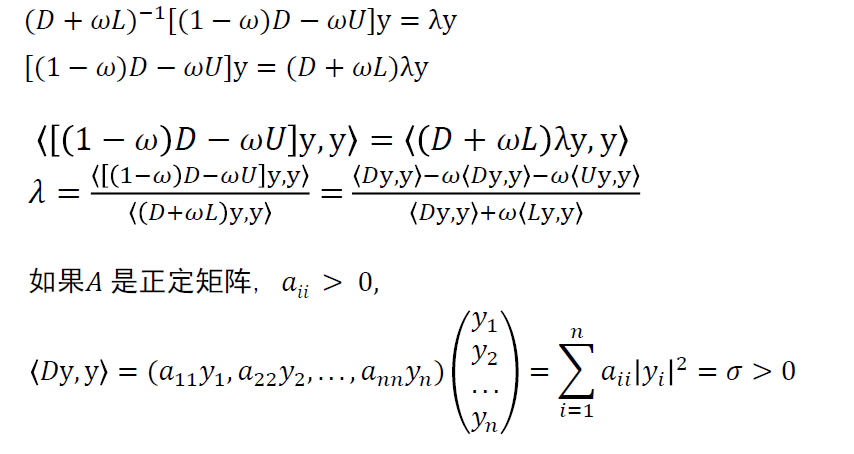 (D + ωL)⁻¹[(1 − ω)D − ωU]y = λy
[(1 − ω)D − ωU]y = (D + ωL)λy
⟨[(1 − ω)D − ωU]y, y⟩ = ⟨(D + ωL)λy, y⟩
λ = ⟨[(1−ω)D−ωU]y,y⟩ / ⟨(D+ωL)y,y⟩ = (⟨Dy,y⟩−ω⟨Dy,y⟩−ω⟨Uy,y⟩) / (⟨Dy,y⟩+ω⟨Ly,y⟩)
如果A 是正定矩阵, aᵢᵢ > 0,
⟨Dy, y⟩ = (a₁₁y₁, a₂₂y₂, . . . , aₙₙyₙ) (y₁ y₂ … yₙ) = ∑ᵢ₌₁ⁿ aᵢᵢ|yᵢ|² = σ > 0